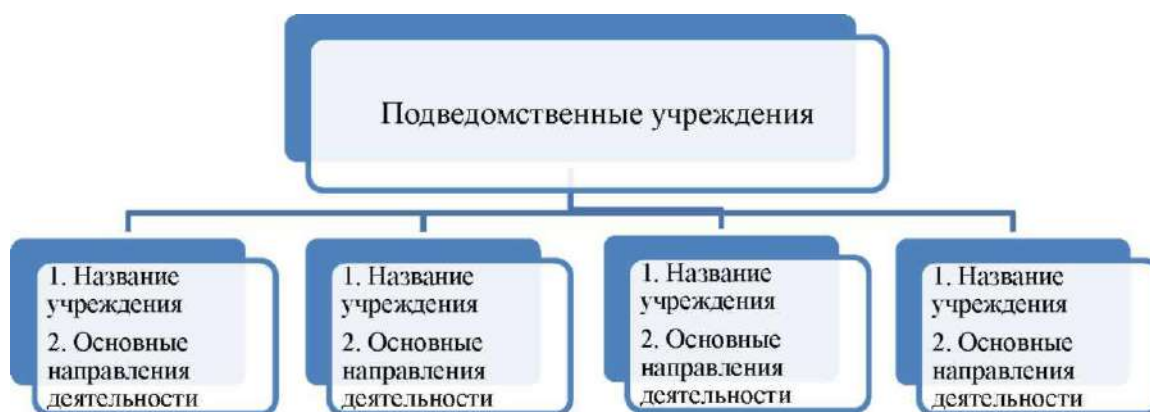 Подведомственные учреждения
1. Название
учреждения
2. Основные
направления
деятельности
1. Название
учреждения
2. Основные
направления
деятельности
1. Название
учреждения
2. Основные
направления
деятельности
1. Название
учреждения
2. Основные
направления
деятельности